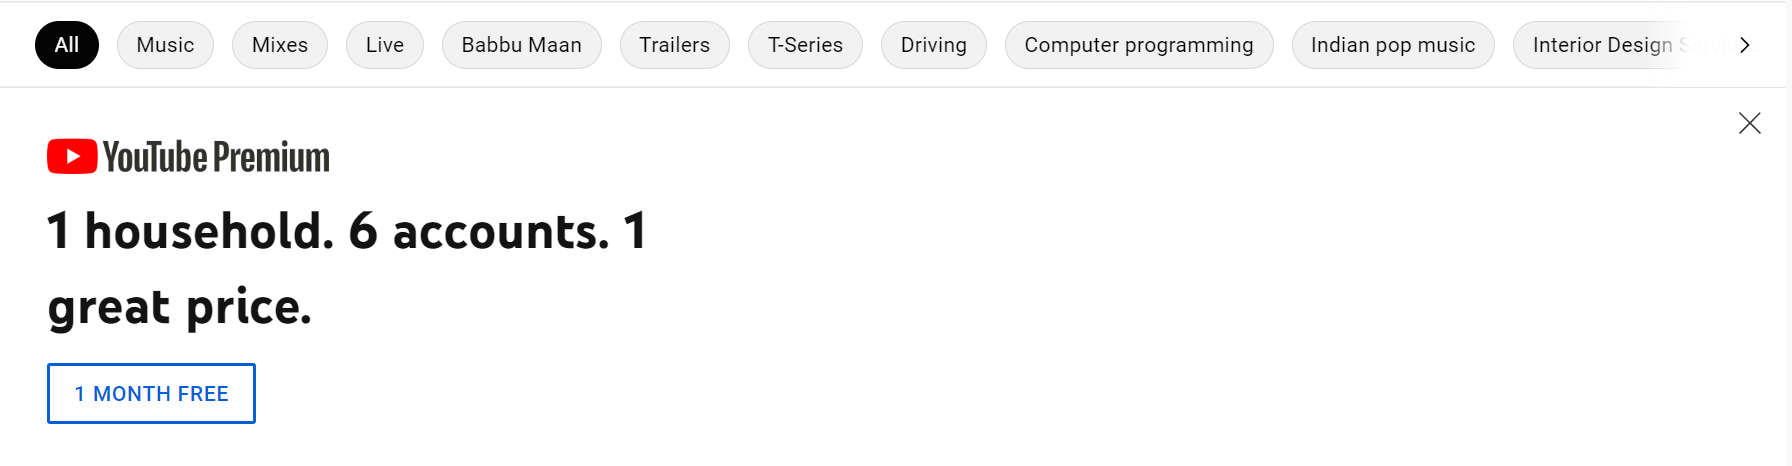 All Music Mixes Live Babbu Maan Trailers T-Series Driving Computer programming Indian pop music Interior Design Services
YouTube Premium
1 household. 6 accounts. 1
great price.
1 MONTH FREE